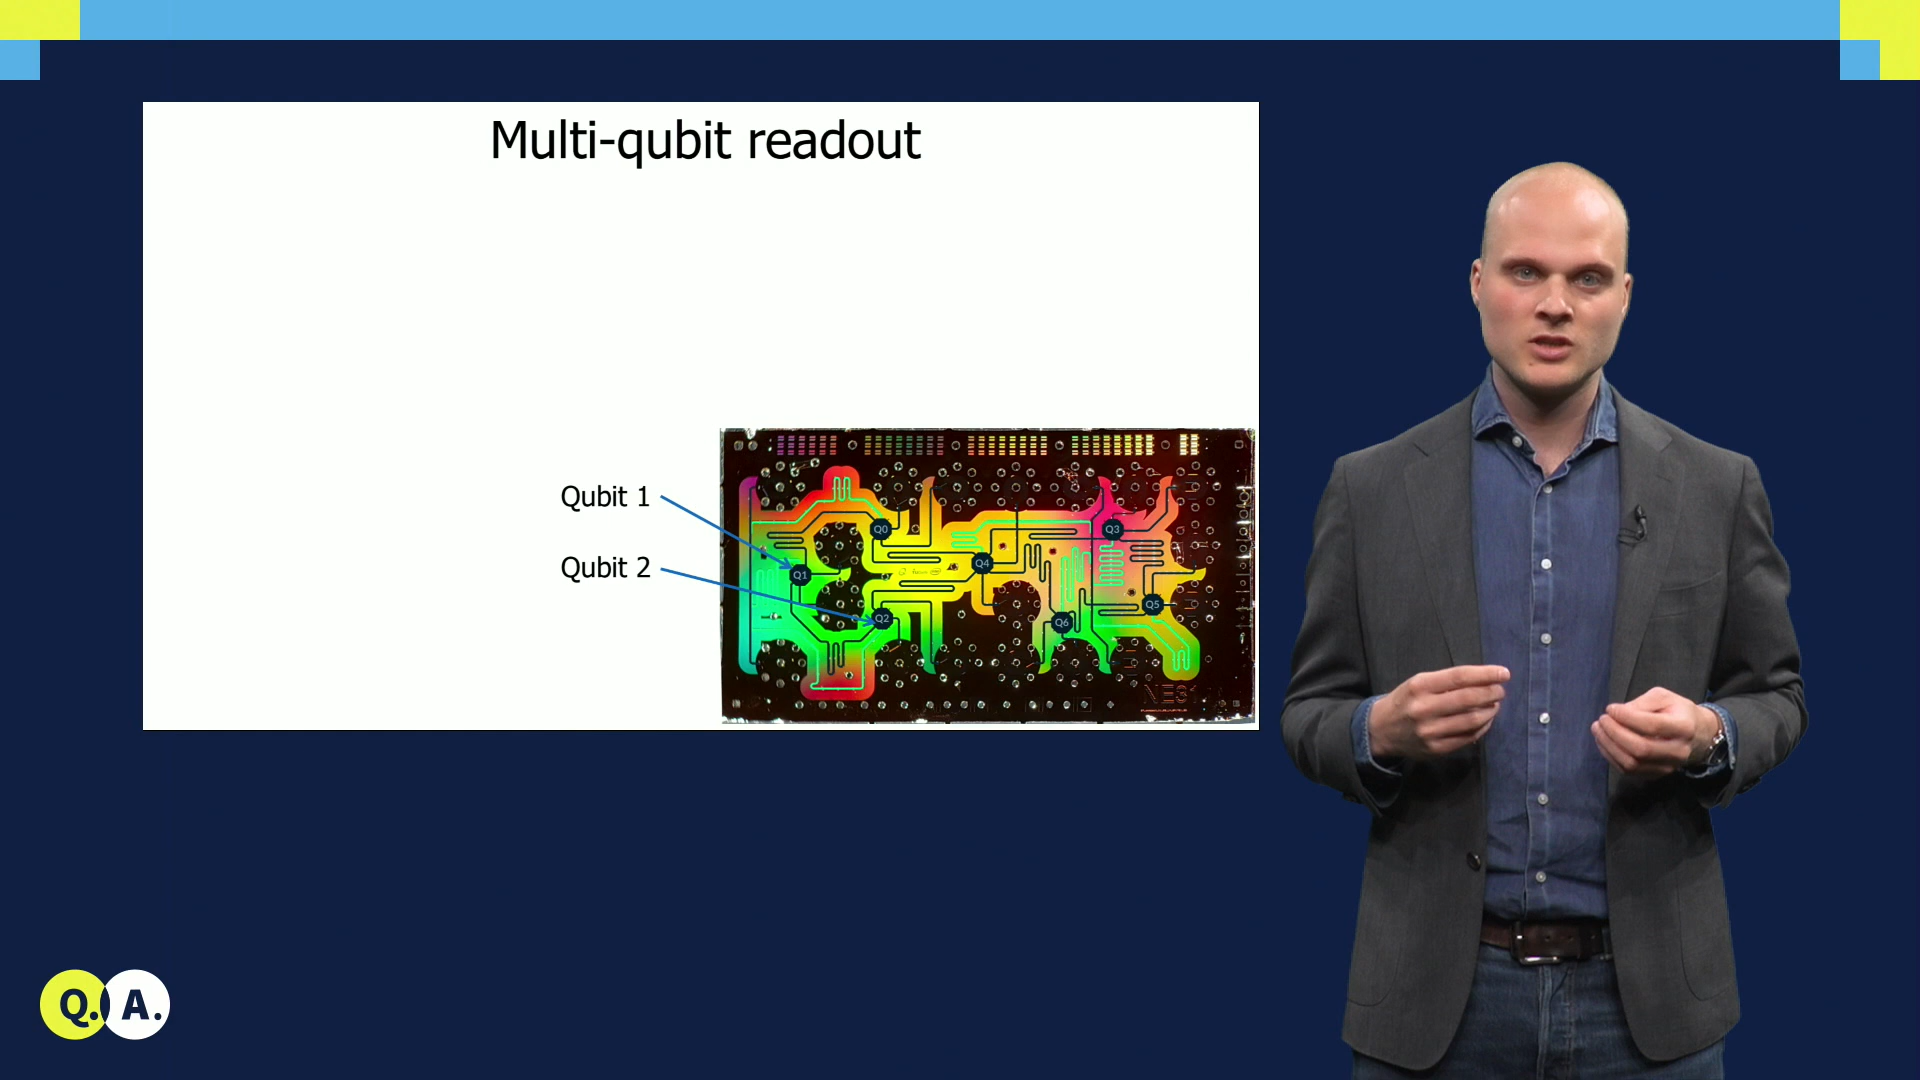 Multi-qubit readout
Qubit 1
Qubit 2
Q0
Q3
Q4
Q1
Q5
Q2
Q6
Q. A.